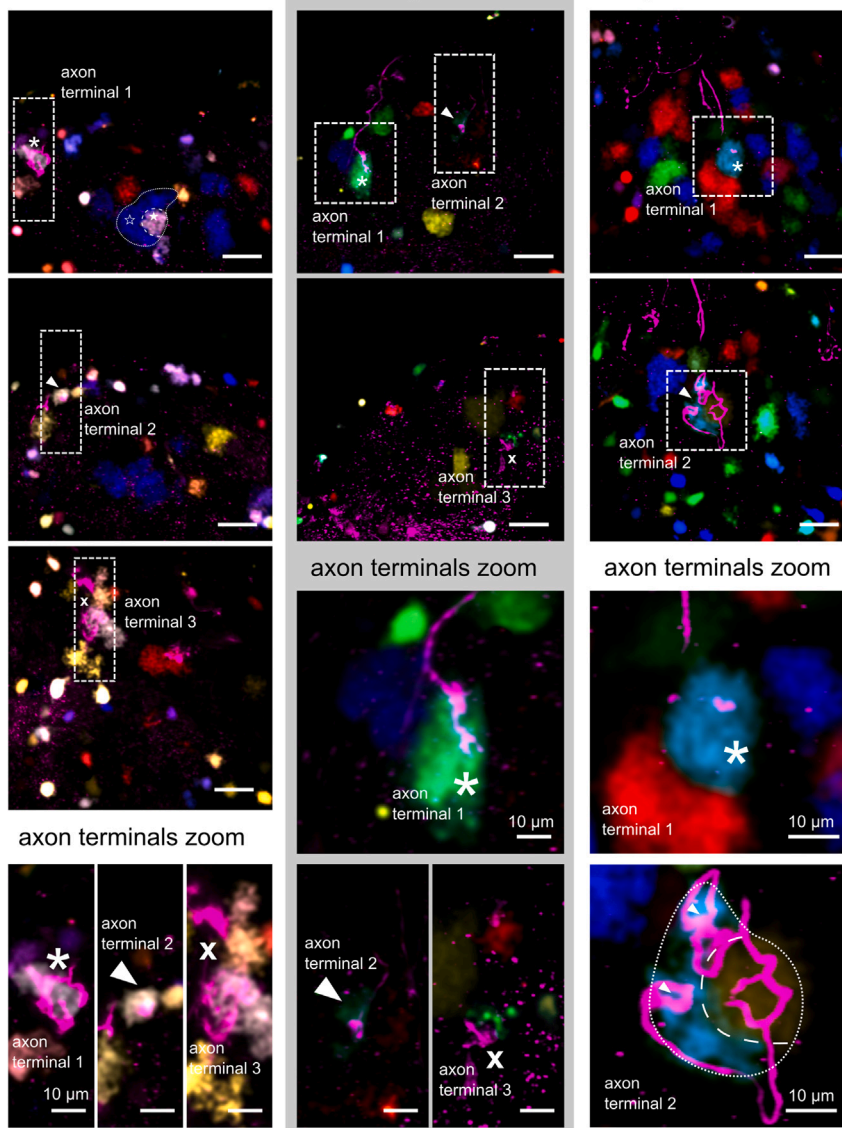 axon
terminal 1
*
☆
*
axon
terminal 2
axon
terminal 3
x
axon terminals zoom
*
axon
terminal 2
x
axon
terminal 1
axon
terminal 3
10 µm
axon
terminal 1
*
axon
terminal 2
x
axon
terminal 3
axon terminals zoom
*
axon
terminal 1
10 µm
axon
terminal 2
axon
terminal 3
x
axon
terminal 1
*
axon
terminal 2
axon terminals zoom
*
axon
terminal 1
10 µm
axon
terminal 2
10 µm